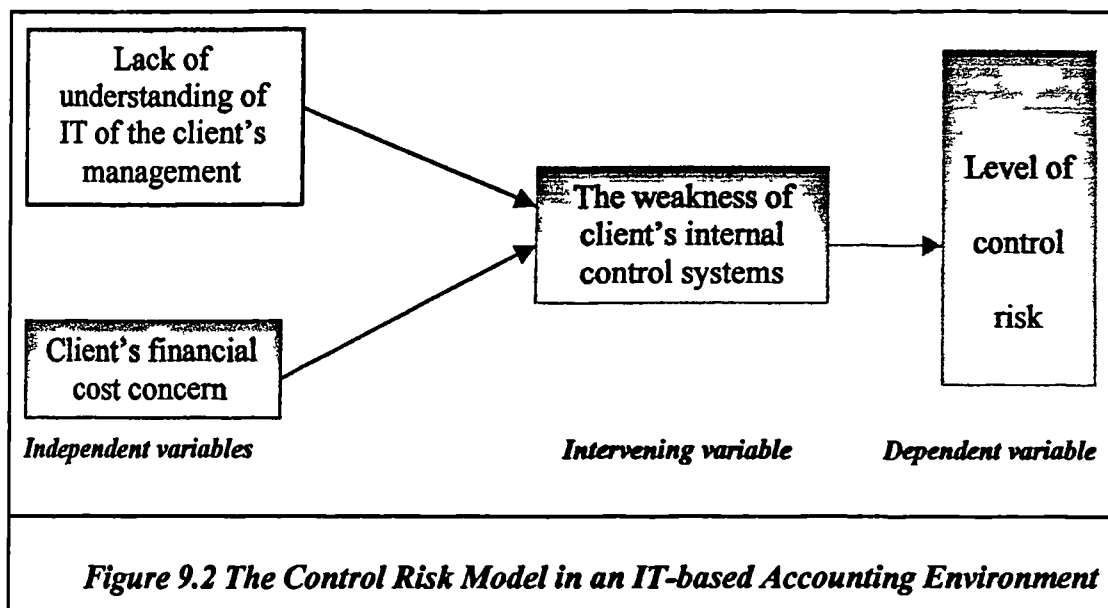 Lack of
understanding of
IT of the client's
management
Client's financial
cost concern
The weakness of
client's internal
control systems
Level of
control
risk
Independent variables
Intervening variable
Dependent variable
Figure 9.2 The Control Risk Model in an IT-based Accounting Environment